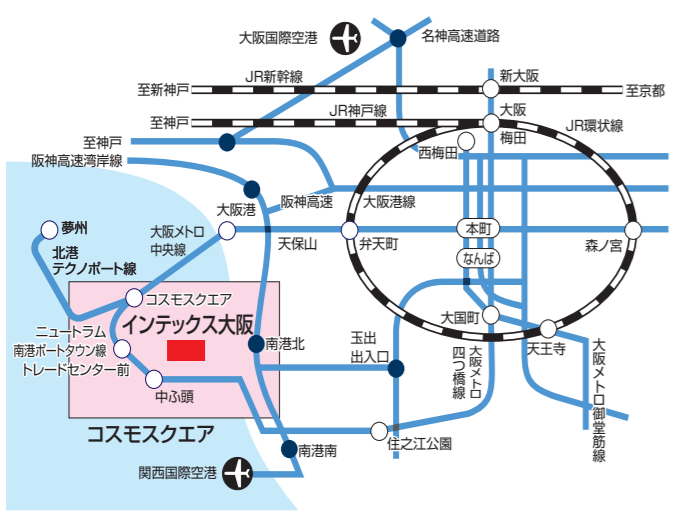 大阪国際空港
名神高速道路
JR新幹線
新大阪
至新神戸
至京都
JR神戸線
大阪
至神戸
梅田
JR環状線
至神戸
西梅田
阪神高速湾岸線
阪神高速
大阪港線
大阪港
夢州
大阪メトロ
中央線
天保山
弁天町
本町
森ノ宮
北港
テクノポート線
なんば
コスモスクエア
インテックス大阪
大国町
ニュートラム
南港ポートタウン線
トレードセンター前
南港北
玉出
出入口
天王寺
大阪メトロ
四つ橋線
大阪メトロ御堂筋線
中ふ頭
コスモスクエア
住之江公園
南港南
関西国際空港